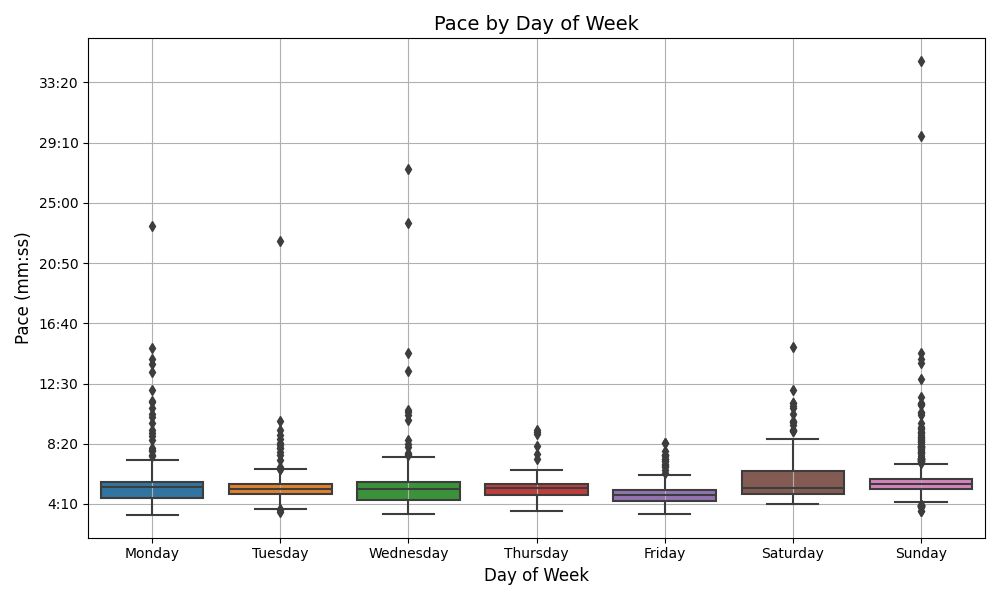 Pace by Day of Week
Pace (mm:ss)
33:20
29:10
25:00
20:50
16:40
12:30
8:20
4:10
Monday Tuesday Wednesday Thursday Friday Saturday Sunday
Day of Week